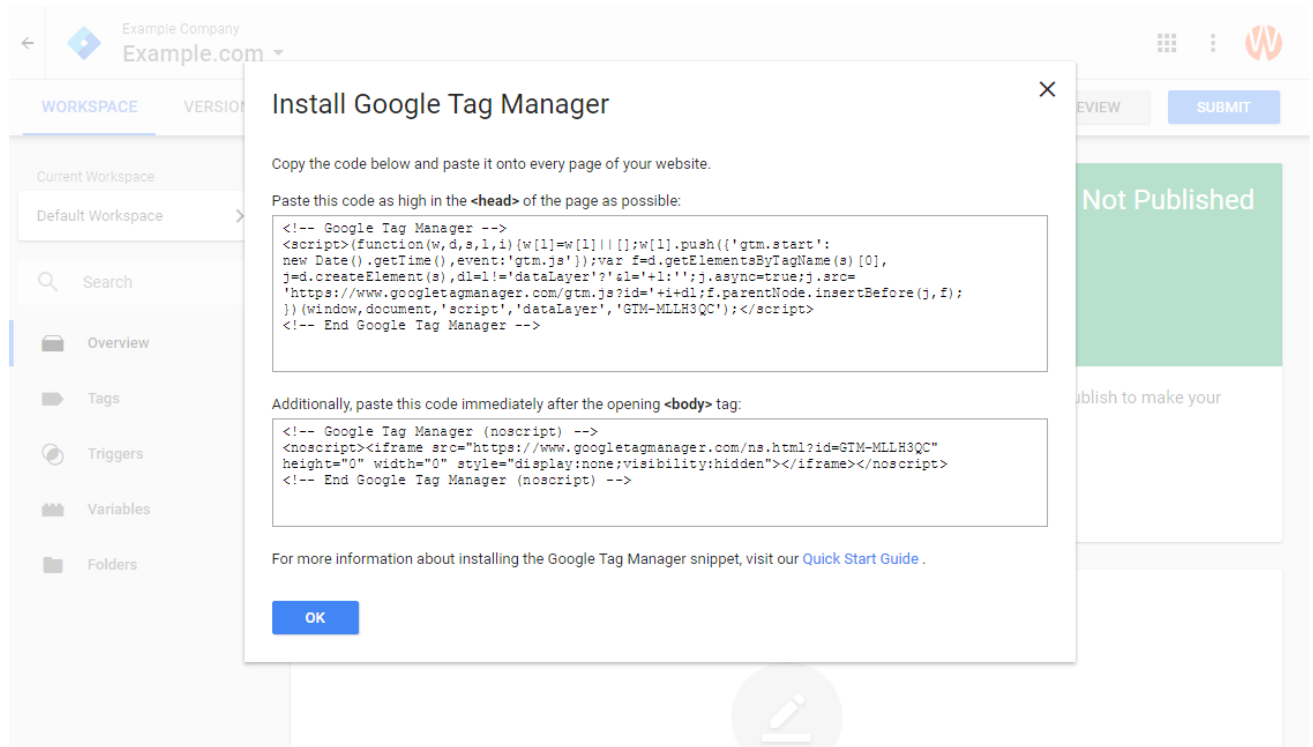 Example Company
Example.com
WORKSPACE
Install Google Tag Manager
SUBMIT
Copy the code below and paste it onto every page of your website.
Current Workspace
Default Workspace
Not Published
Paste this code as high in the <head> of the page as possible:
<!-- Google Tag Manager -->
<script>(function(w,d,s,l,i){w[l]=w[l]||[];w[l].push({'gtm.start':
new Date().getTime(),event:'gtm.js'});var f=d.getElementsByTagName(s)[0],
j=d.createElement(s),dl=l!='dataLayer'?'&l='+l:'';j.async=true;j.src=
'https://www.googletagmanager.com/gtm.js?id='+i+dl;f.parentNode.insertBefore(j,f);
})(window,document,'script','dataLayer','GTM-MLLH3QC');</script>
<!-- End Google Tag Manager -->
Search
Overview
Tags
Triggers
Variables
Folders
to make your
Additionally, paste this code immediately after the opening <body> tag:
<!-- Google Tag Manager (noscript) -->
<noscript><iframe src="https://www.googletagmanager.com/ns.html?id=GTM-MLLH3QC"
height="0" width="0" style="display:none;visibility:hidden"></iframe></noscript>
<!-- End Google Tag Manager (noscript) -->
For more information about installing the Google Tag Manager snippet, visit our Quick Start Guide .
OK